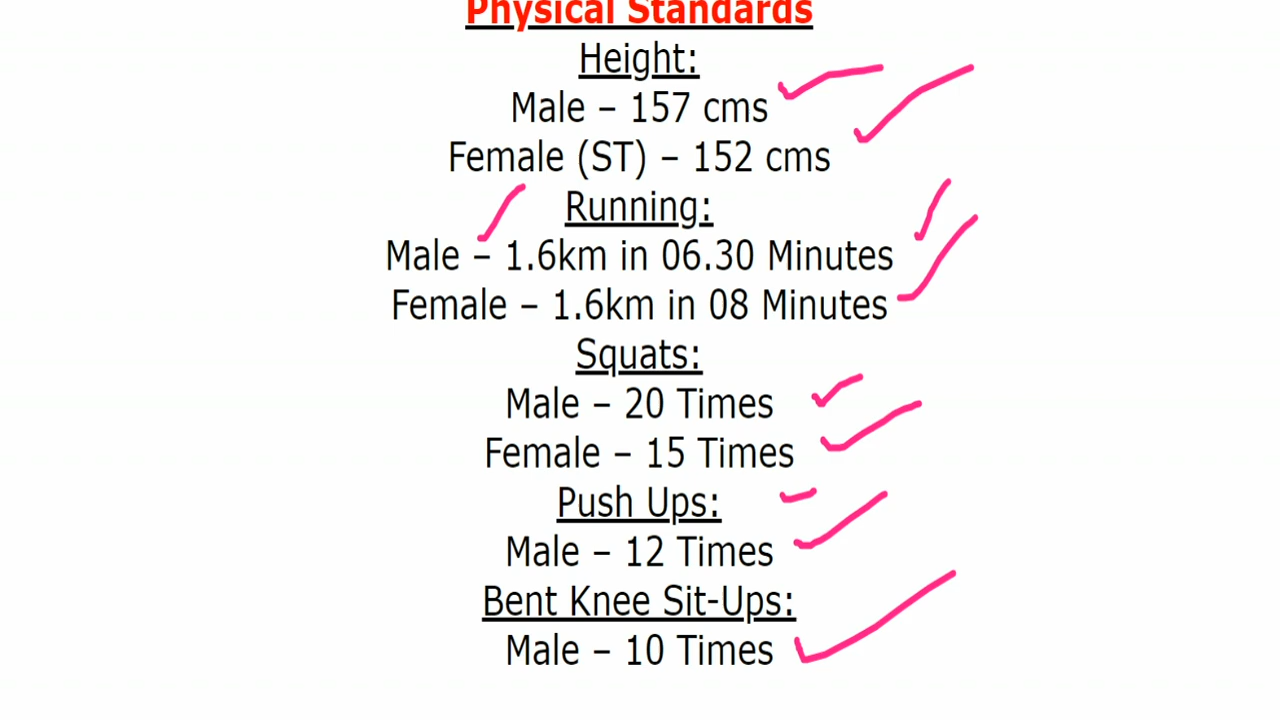 Physical Standards
Height:
Male – 157 cms
Female (ST) – 152 cms
Running:
Male – 1.6km in 06.30 Minutes
Female – 1.6km in 08 Minutes
Squats:
Male – 20 Times
Female – 15 Times
Push Ups:
Male – 12 Times
Bent Knee Sit-Ups:
Male – 10 Times